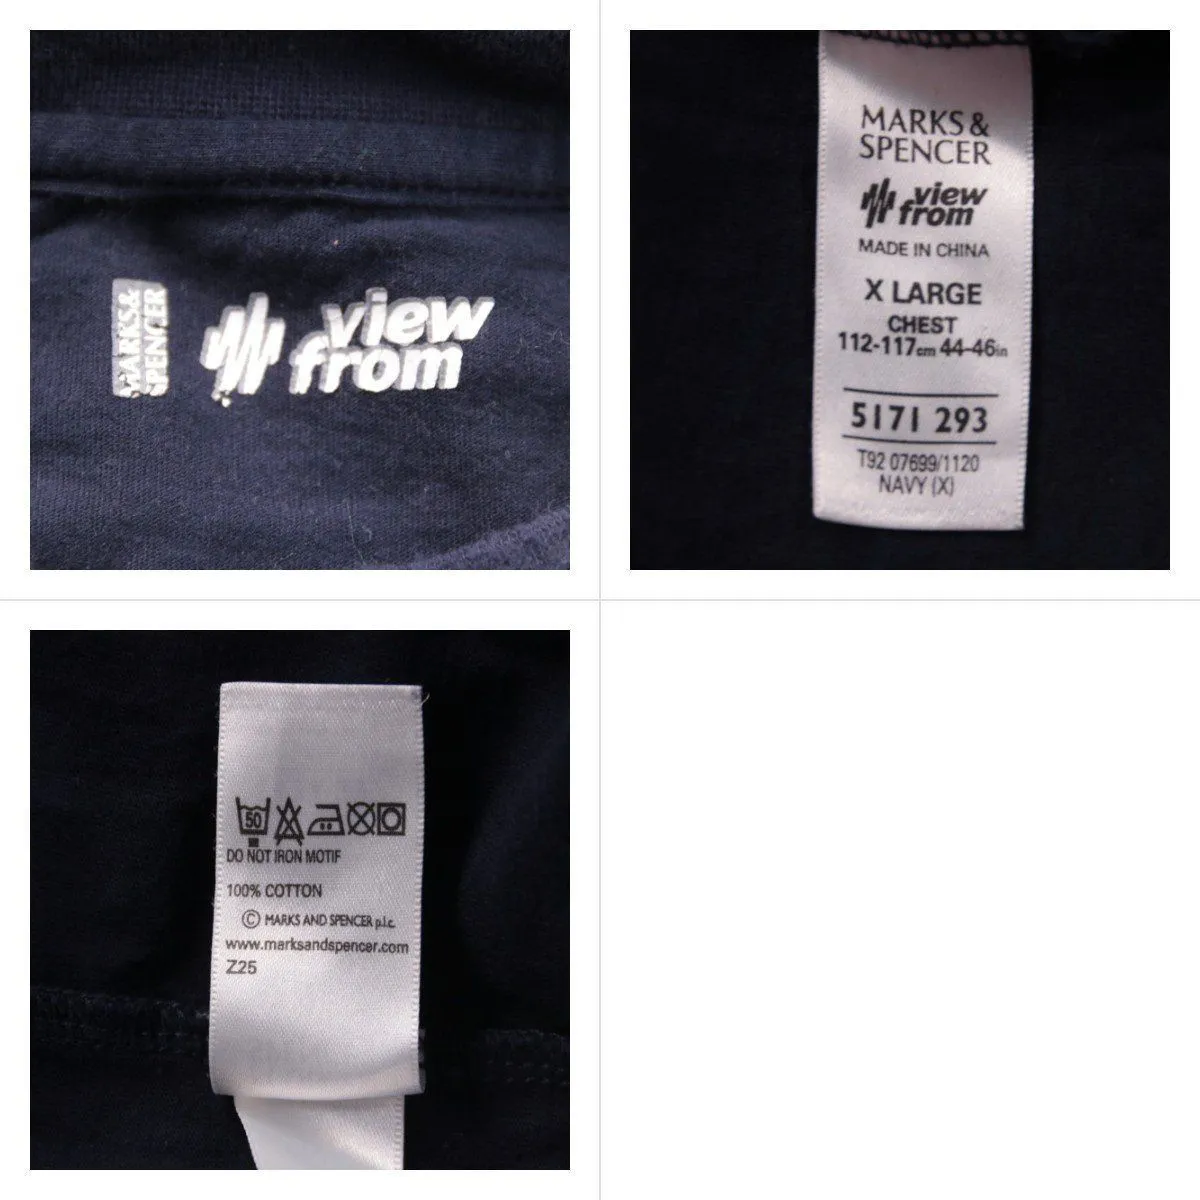 MARKS&
SPENCER
view
from
MARKS&
SPENCER
view
from
MADE IN CHINA
X LARGE
CHEST
112-117cm 44-46in
5171 293
T92 07699/1120
NAVY (X)
50
DO NOT IRON MOTIF
100% COTTON
© MARKS AND SPENCER p.l.c.
www.marksandspencer.com
Z25